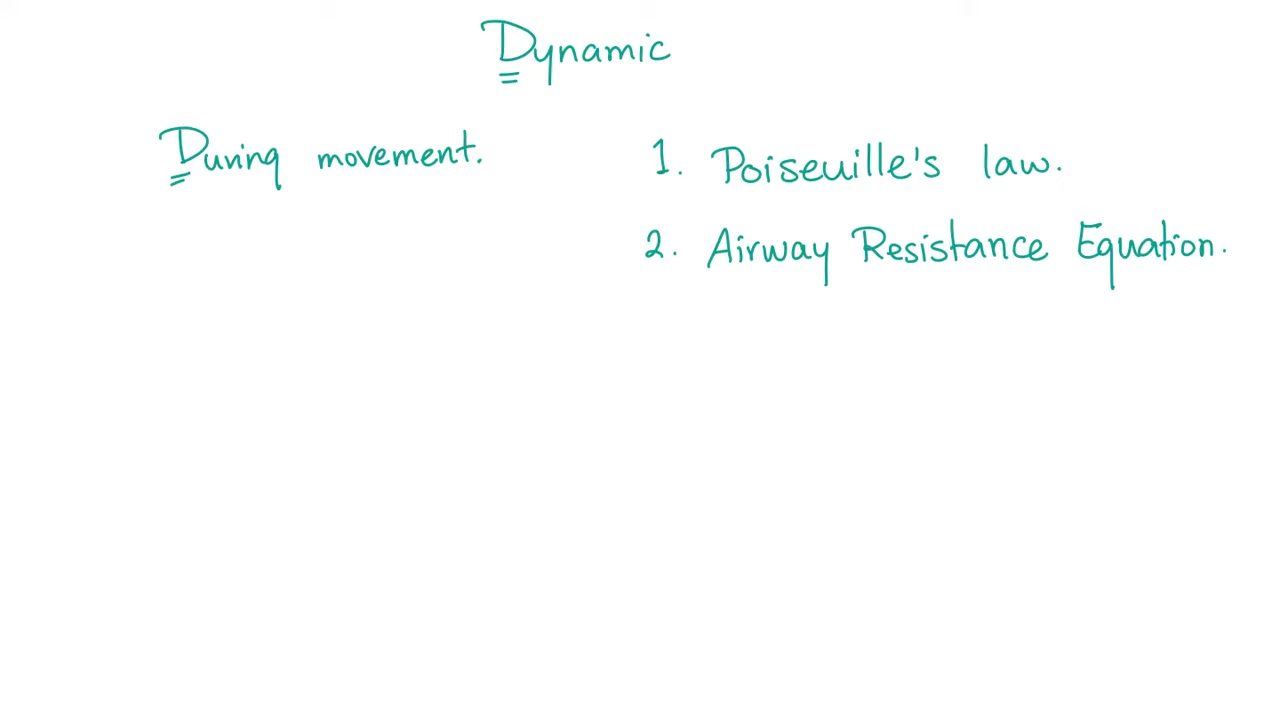 Dynamic
During movement.
1. Poiseuille's law.
2. Airway Resistance Equation.